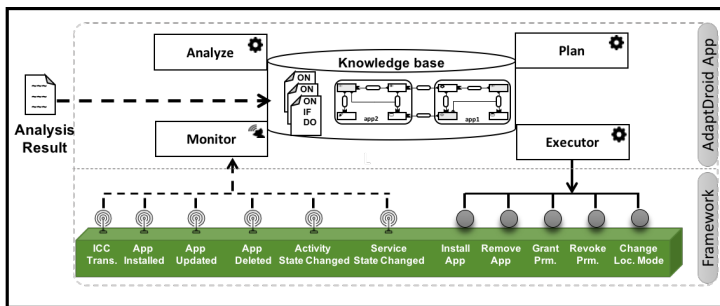 Analyze
Plan
Knowledge base
ON
ON
ON
IF
DO
app2
app1
Analysis
Result
Monitor
Executor
AdaptDroid App
Framework
ICC
Trans.
App
Installed
App
Updated
App
Deleted
Activity
State Changed
Service
State Changed
Install
App
Remove
App
Grant
Prm.
Revoke
Prm.
Change
Loc. Mode